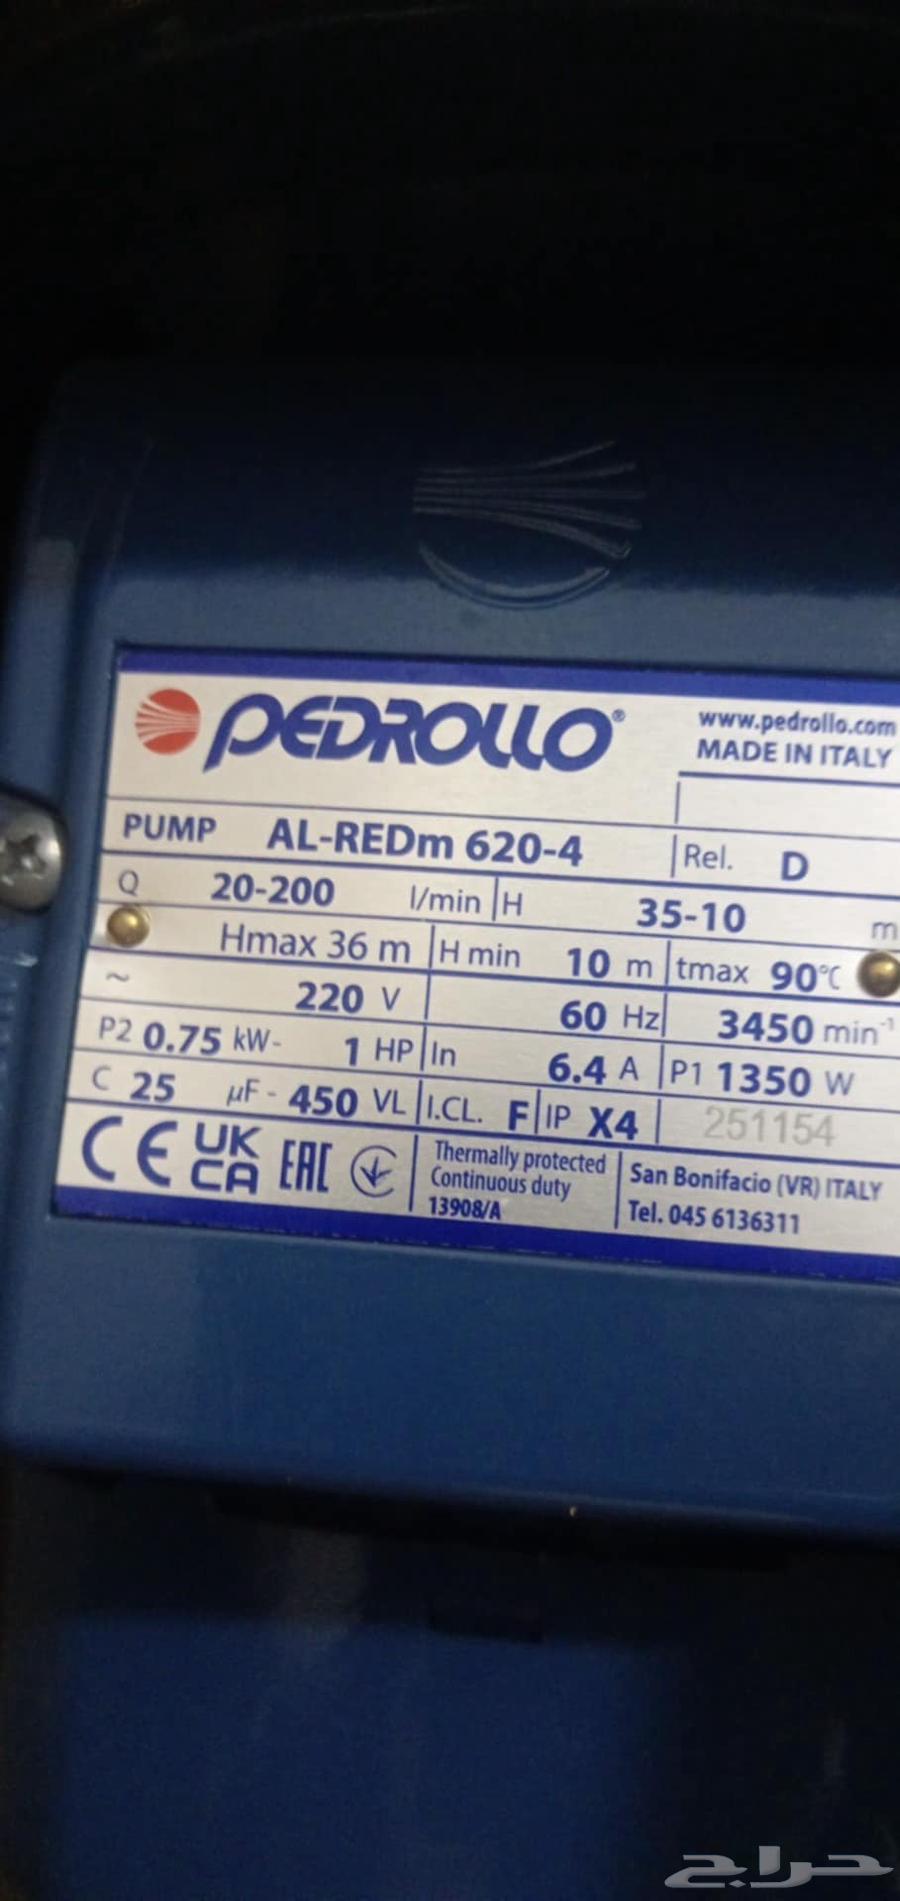 PEDROLLO®
www.pedrollo.com
MADE IN ITALY
PUMP AL-REDm 620-4 Rel. D
Q 20-200 l/min H 35-10 m
Hmax 36 m H min 10 m tmax 90°C
~ 220 V 60 Hz 3450 min⁻¹
P2 0.75 kW- 1 HP In 6.4 A P1 1350 W
C 25 µF - 450 VL I.CL. F IP X4 251154
CE UK CA EAC
Thermally protected
Continuous duty
13908/A
San Bonifacio (VR) ITALY
Tel. 045 6136311
حراج